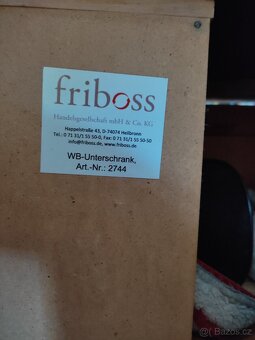 friboss
Handelsgesellschaft mbH & Co. KG
Happelstraße 43, D-74074 Heilbronn
Tel.: 0 71 31/1 55 50-0, Fax: 0 71 31/1 55 50-50
info@friboss.de, www.friboss.de
WB-Unterschrank,
Art.-Nr.: 2744
Bazoš.cz